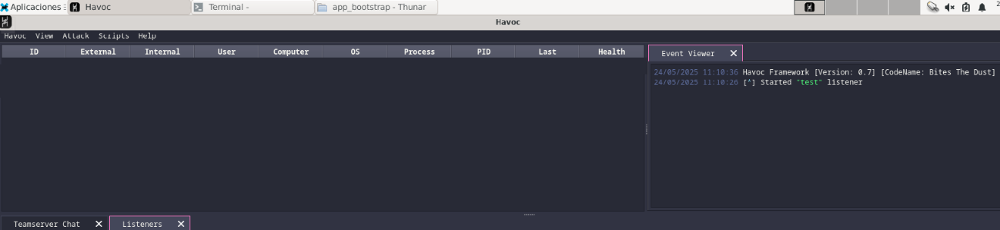 Aplicaciones Havoc Terminal - app_bootstrap - Thunar
Havoc
Havoc View Attack Scripts Help
ID External Internal User Computer OS Process PID Last Health
Event Viewer
24/05/2025 11:10:36 Havoc Framework [Version: 0.7] [CodeName: Bites The Dust]
24/05/2025 11:10:26 [*] Started "test" listener
Teamserver Chat Listeners